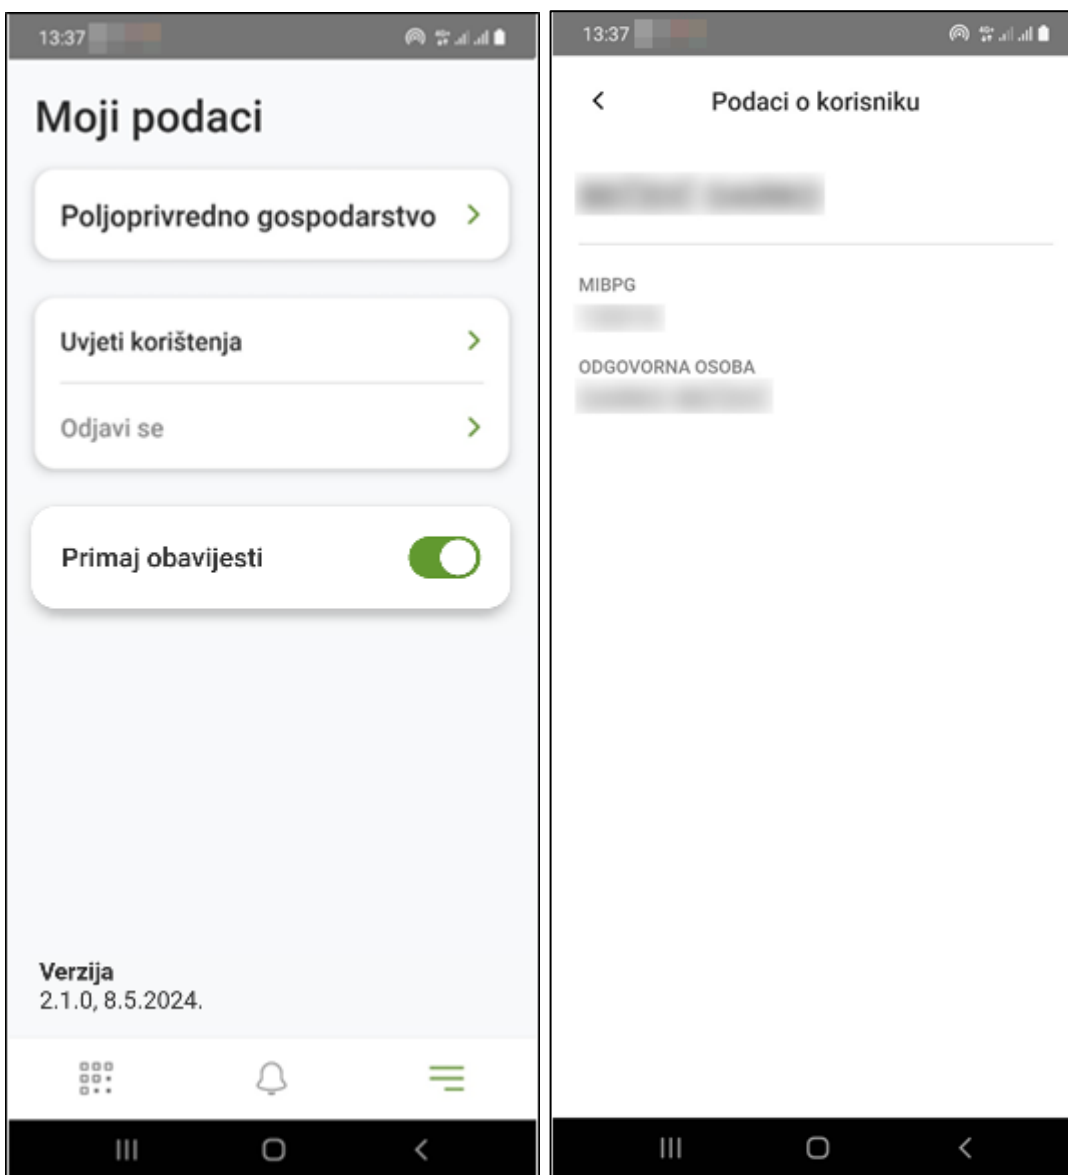 13:37
Moji podaci
Poljoprivredno gospodarstvo
Uvjeti korištenja
Odjavi se
Primaj obavijesti
Verzija
2.1.0, 8.5.2024.
13:37
Podaci o korisniku
MIBPG
ODGOVORNA OSOBA